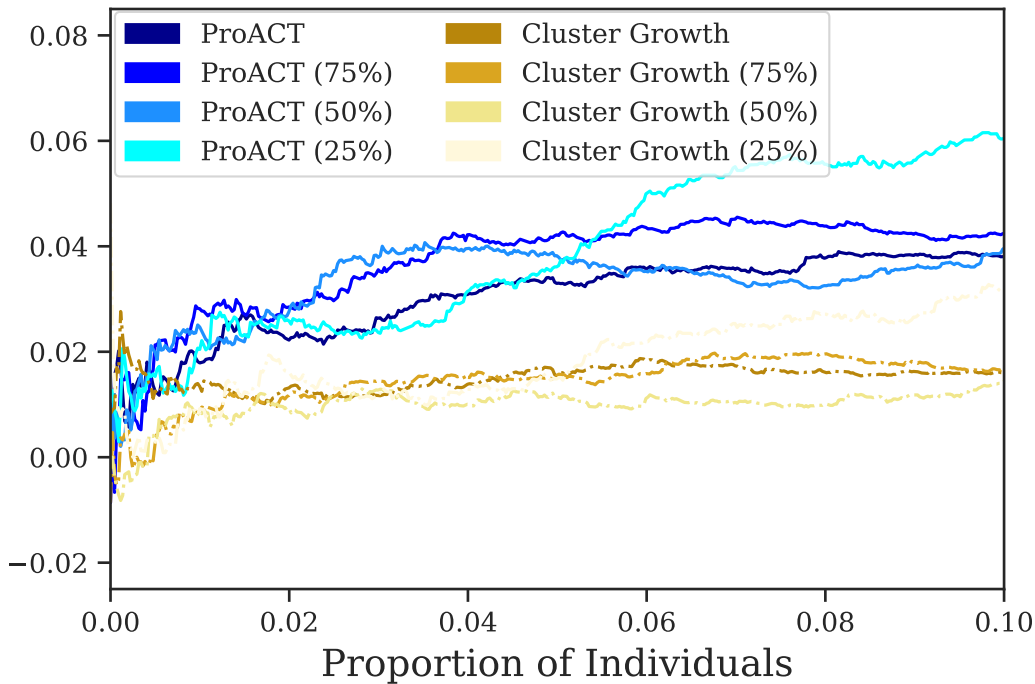 0.08
0.06
0.04
0.02
0.00
−0.02
ProACT
ProACT (75%)
ProACT (50%)
ProACT (25%)
Cluster Growth
Cluster Growth (75%)
Cluster Growth (50%)
Cluster Growth (25%)
0.00 0.02 0.04 0.06 0.08 0.10
Proportion of Individuals